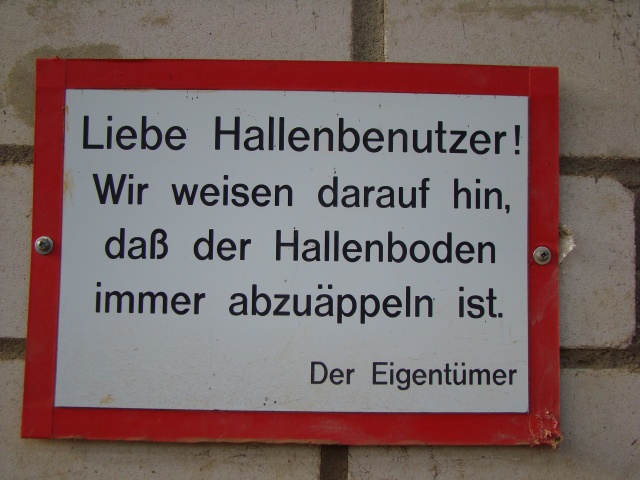 Liebe Hallenbenutzer!
Wir weisen darauf hin,
daß der Hallenboden
immer abzuäppeln ist.
Der Eigentümer